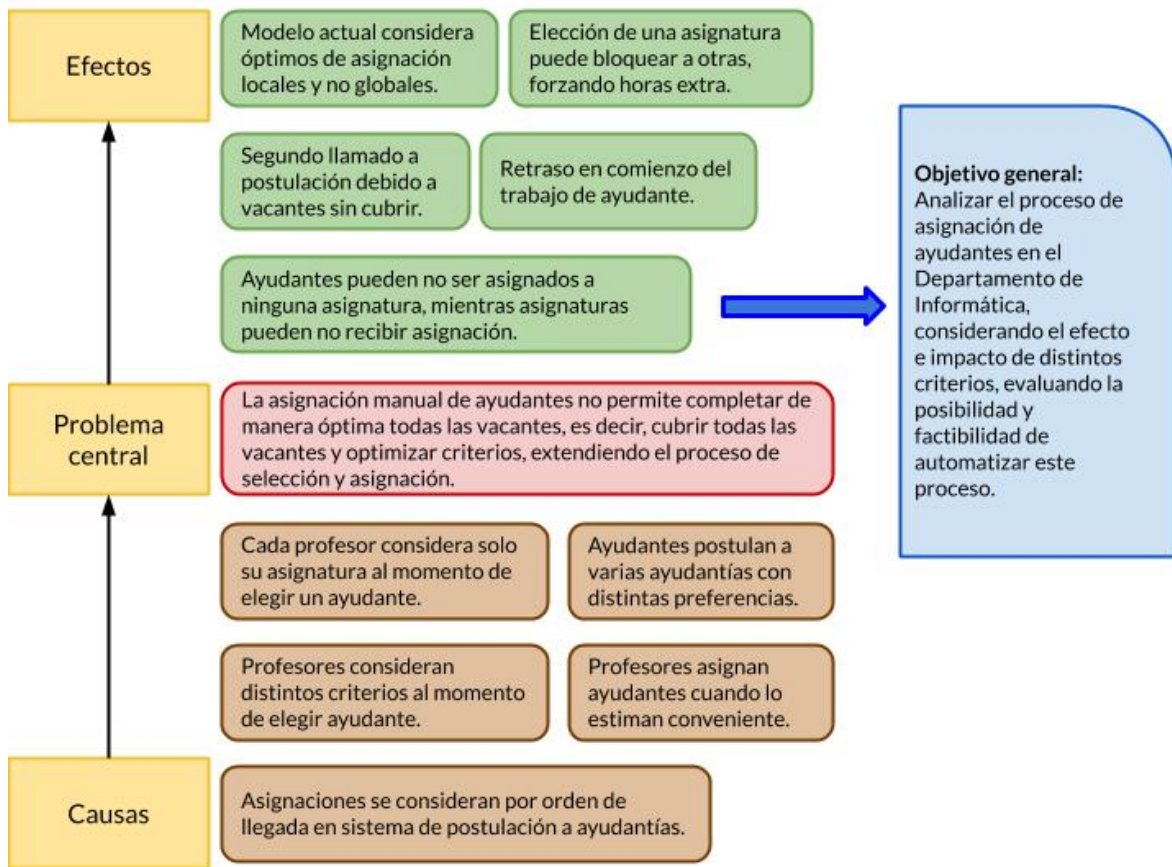 Efectos
Modelo actual considera
óptimos de asignación
locales y no globales.
Elección de una asignatura
puede bloquear a otras,
forzando horas extra.
Segundo llamado a
postulación debido a
vacantes sin cubrir.
Retraso en comienzo del
trabajo de ayudante.
Ayudantes pueden no ser asignados a
ninguna asignatura, mientras asignaturas
pueden no recibir asignación.
Objetivo general:
Analizar el proceso de
asignación de
ayudantes en el
Departamento de
Informática,
considerando el efecto
e impacto de distintos
criterios, evaluando la
posibilidad y
factibilidad de
automatizar este
proceso.
Problema
central
La asignación manual de ayudantes no permite completar de
manera óptima todas las vacantes, es decir, cubrir todas las
vacantes y optimizar criterios, extendiendo el proceso de
selección y asignación.
Cada profesor considera solo
su asignatura al momento de
elegir un ayudante.
Ayudantes postulan a
varias ayudantías con
distintas preferencias.
Profesores consideran
distintos criterios al momento
de elegir ayudante.
Profesores asignan
ayudantes cuando lo
estiman conveniente.
Causas
Asignaciones se consideran por orden de
llegada en sistema de postulación a ayudantías.